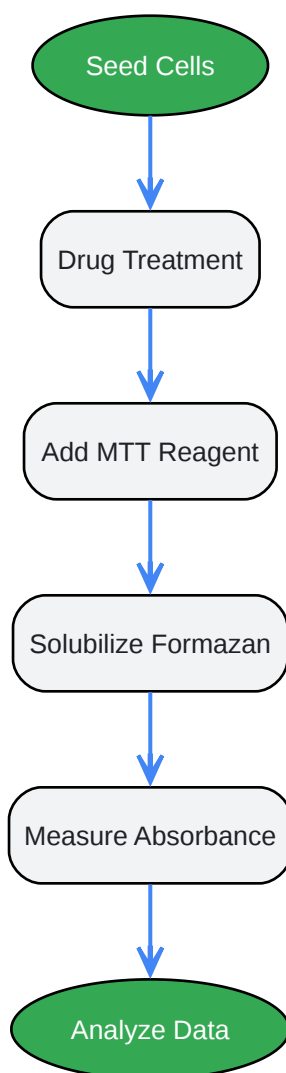 Seed Cells
Drug Treatment
Add MTT Reagent
Solubilize Formazan
Measure Absorbance
Analyze Data